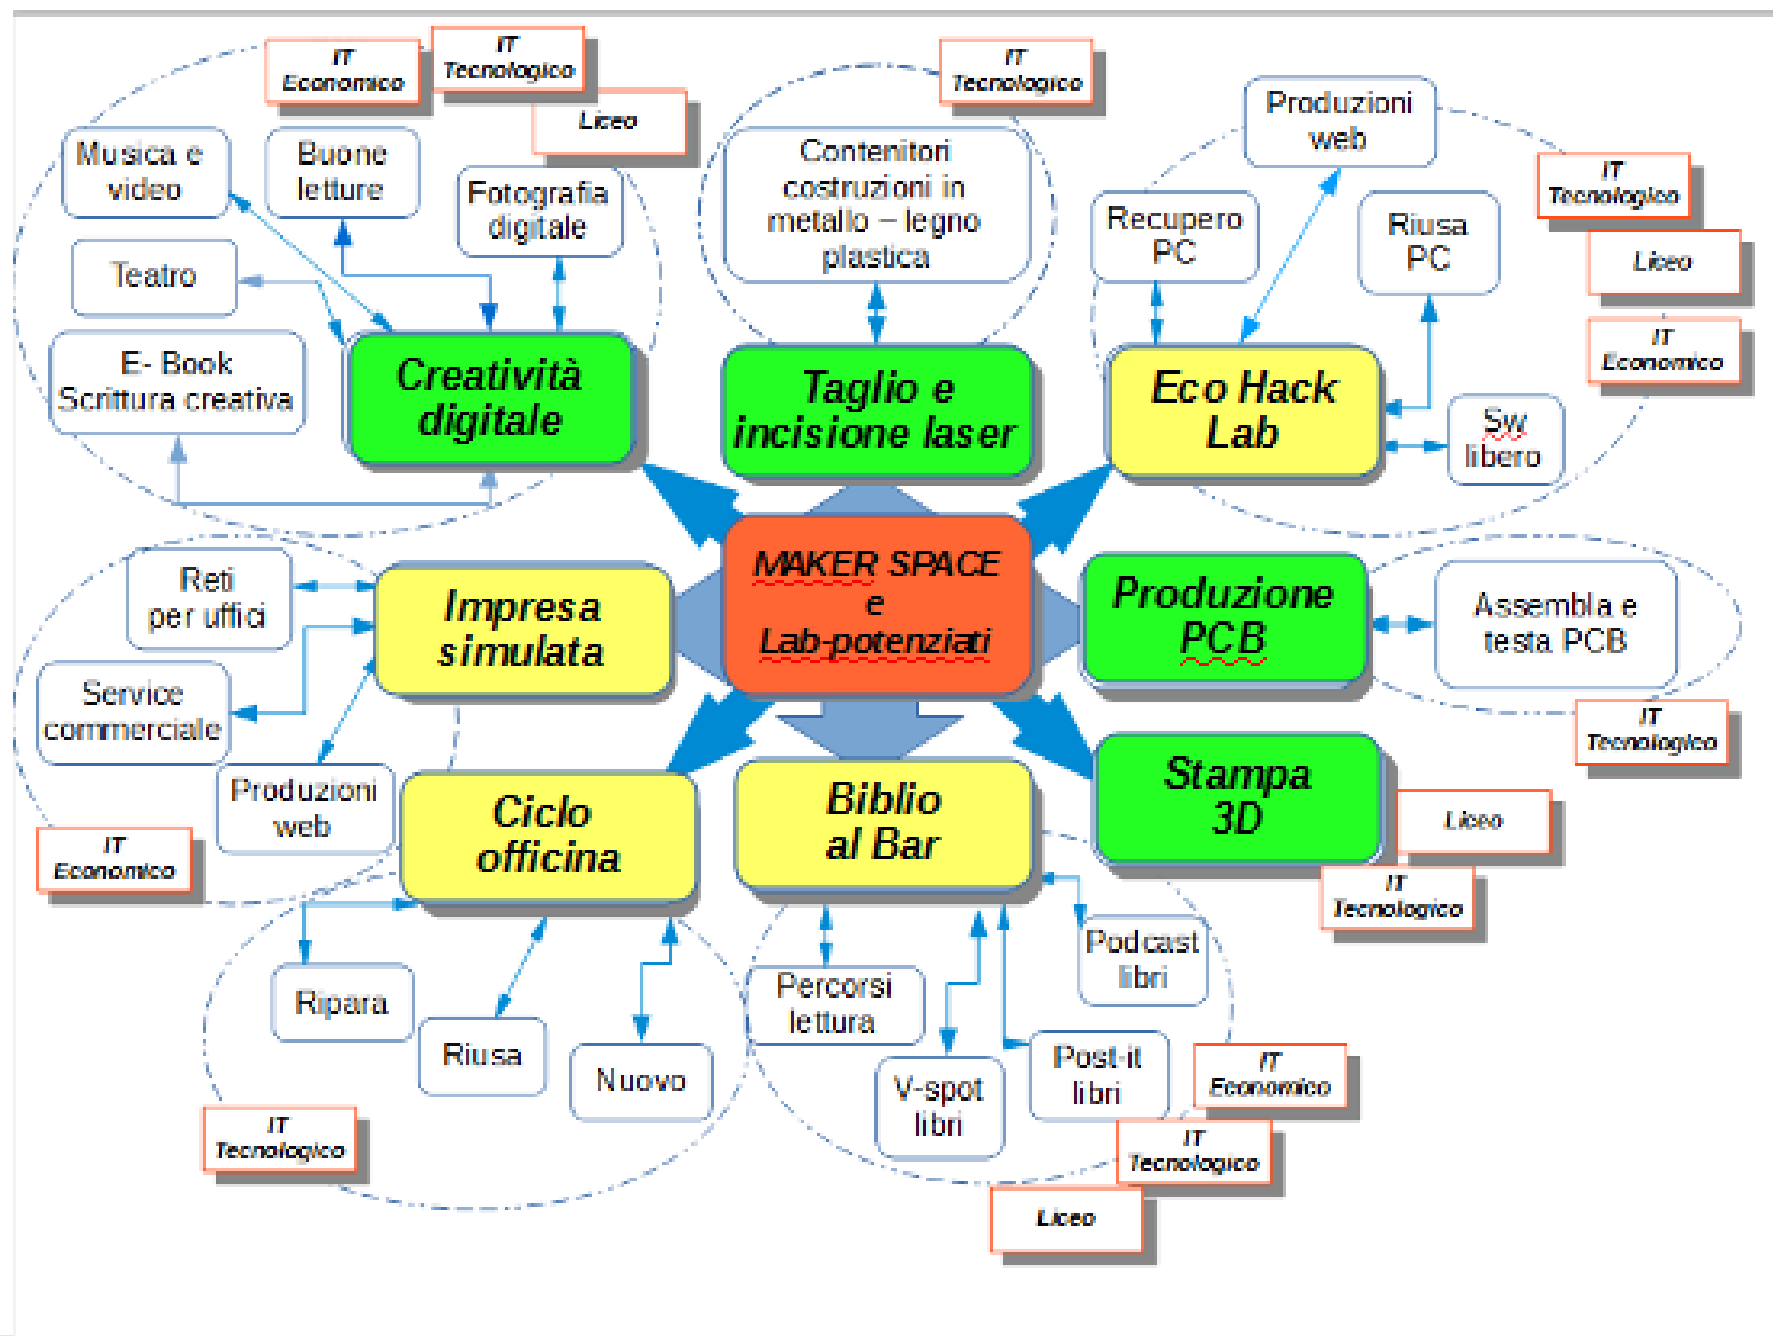 IT
Economico
IT
Tecnologico
Liceo
Musica e
video
Buone
letture
Fotografia
digitale
Teatro
E- Book
Scrittura creativa
Creatività
digitale
IT
Tecnologico
Contenitori
costruzioni in
metallo – legno
plastica
Taglio e
incisione laser
Produzioni
web
IT
Tecnologico
Recupero
PC
Riusa
PC
Liceo
IT
Economico
Eco Hack
Lab
Sw
libero
MAKER SPACE
e
Lab-potenziati
Reti
per uffici
Impresa
simulata
Service
commerciale
Produzioni
web
IT
Economico
Produzione
PCB
Assembla e
testa PCB
IT
Tecnologico
Stampa
3D
Liceo
IT
Tecnologico
Ciclo
officina
Ripara
Riusa
Nuovo
IT
Tecnologico
Biblio
al Bar
Podcast
libri
Percorsi
lettura
V-spot
libri
Post-it
libri
IT
Economico
IT
Tecnologico
Liceo